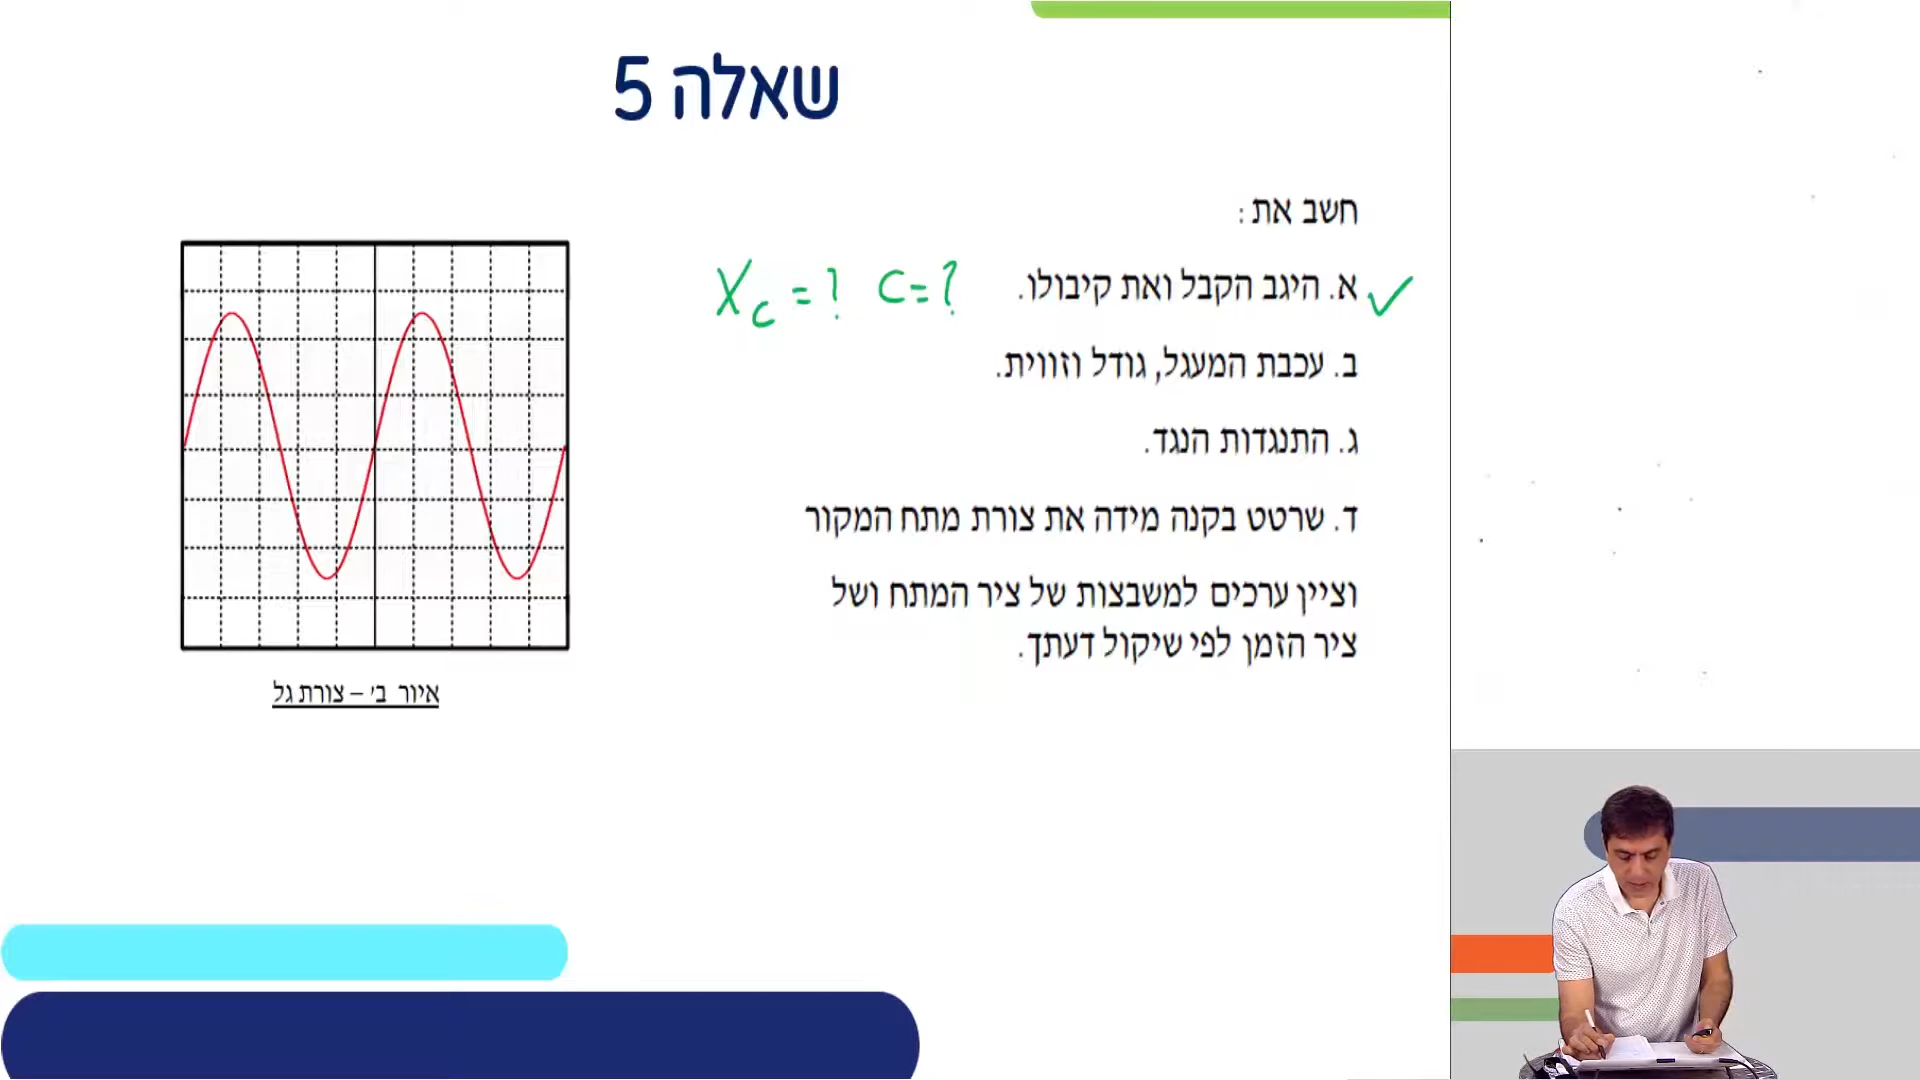 שאלה 5
חשב את:
א. היגב הקבל ואת קיבולו. C=? Xc=?
ב. עכבת המעגל, גודל וזווית.
ג. התנגדות הנגד.
ד. שרטט בקנה מידה את צורת מתח המקור
וציין ערכים למשבצות של ציר המתח ושל
ציר הזמן לפי שיקול דעתך.
איור ב' – צורת גל